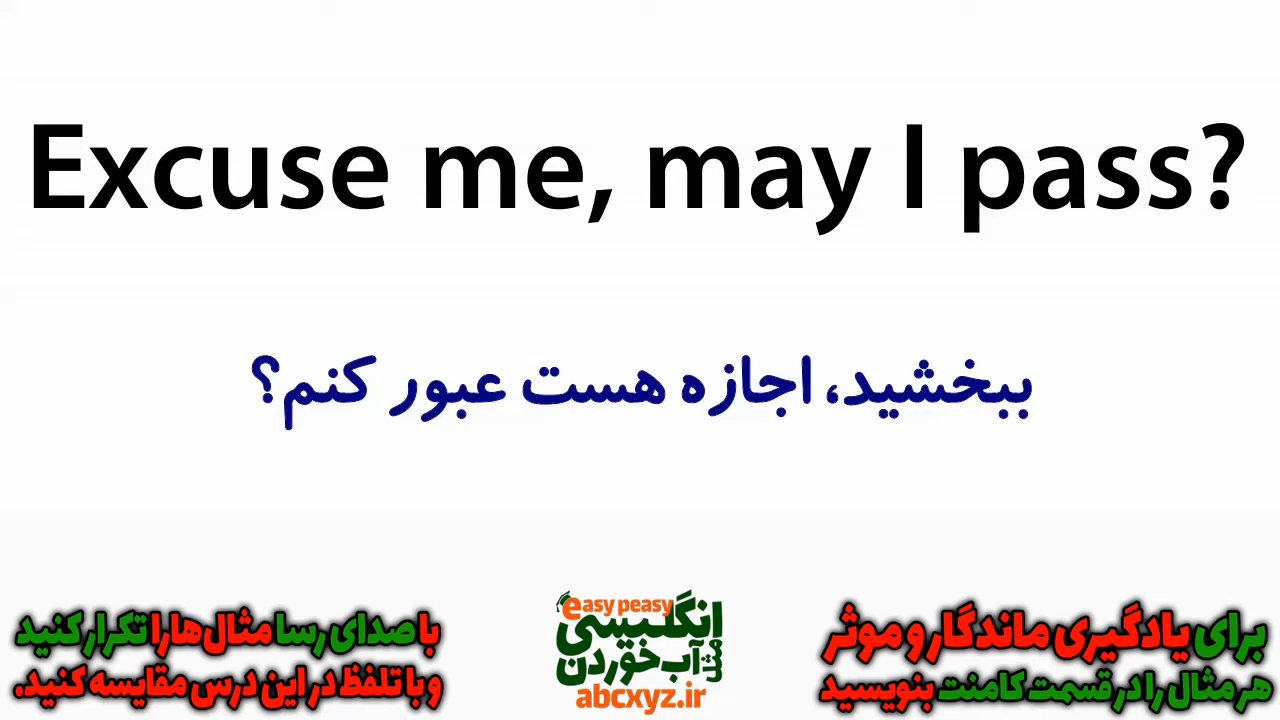 Excuse me, may I pass?
ببخشید، اجازه هست عبور کنم؟
برای یادگیری ماندگار و موثر
هر مثال را در قسمت کامنت بنویسید
easy peasy
انگلیسی
مثل آب خوردن
abcxyz.ir
با صدای رسا مثال‌ها را تکرار کنید
و با تلفظ در این درس مقایسه کنید.